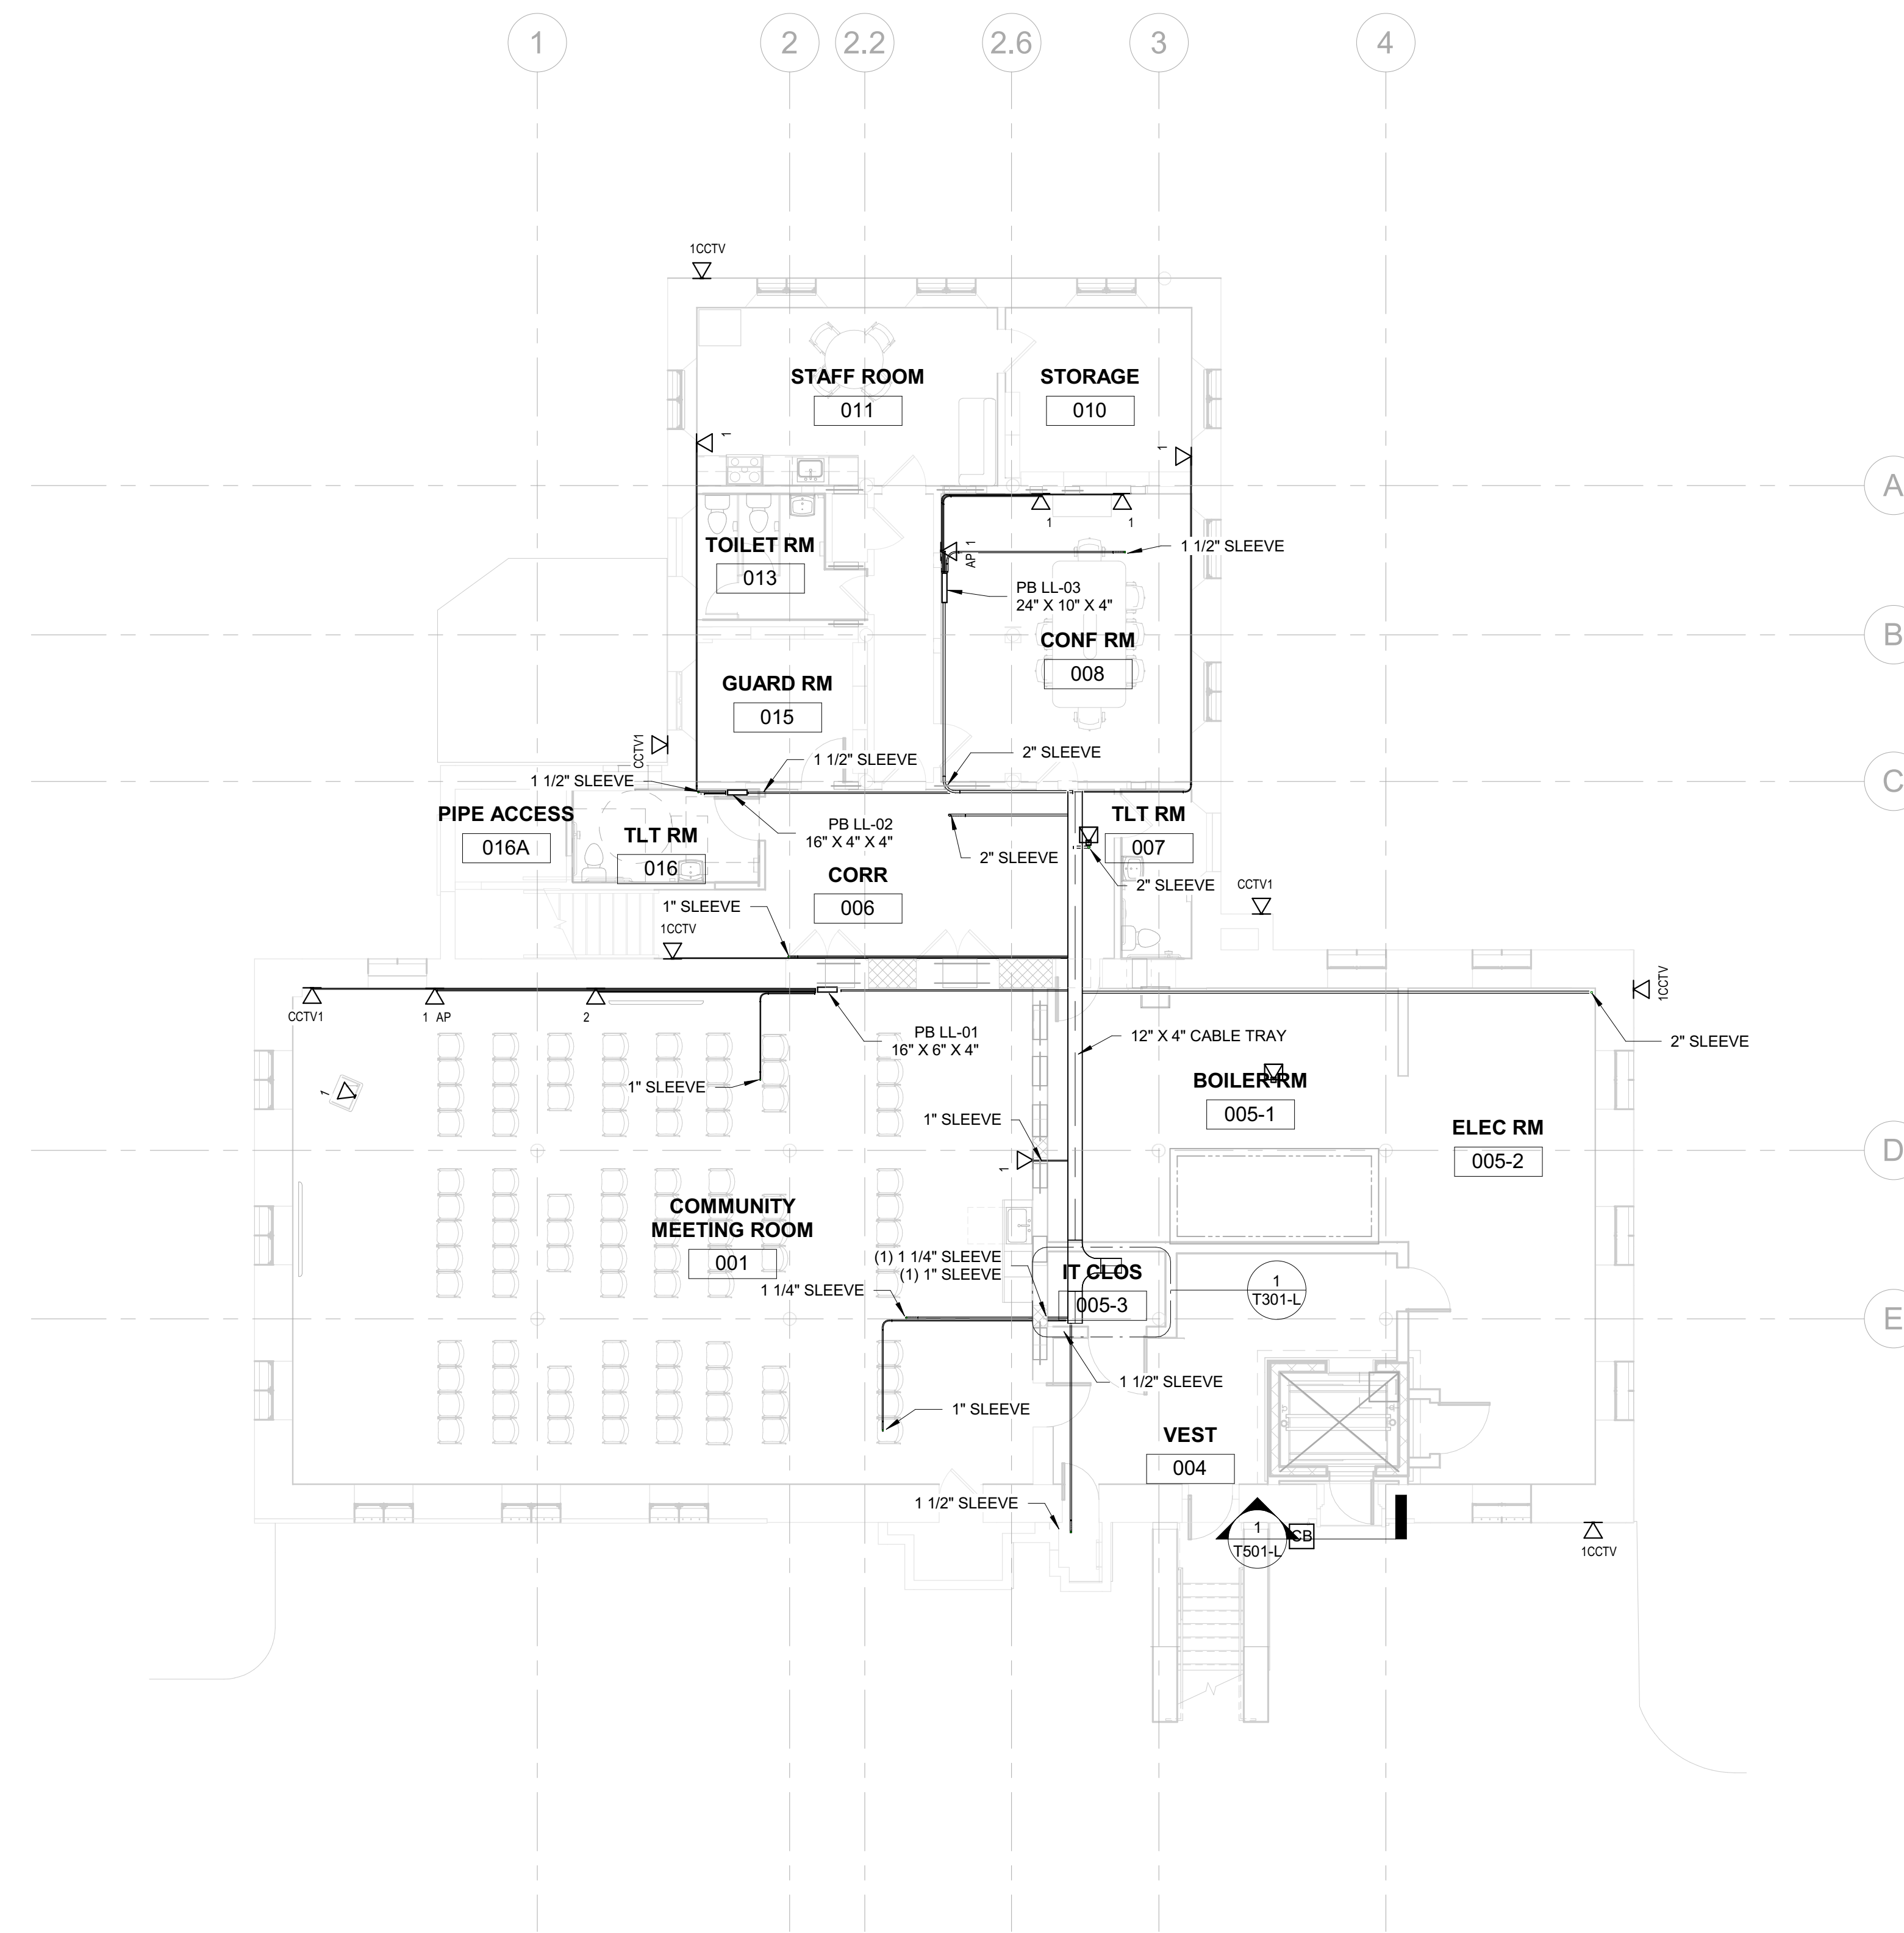 1
2
2.2
2.6
3
4
1CCTV
STAFF ROOM
011
STORAGE
010
1
1
A
1
1
TOILET RM
013
AP 1
1 1/2" SLEEVE
PB LL-03
24" X 10" X 4"
B
CONF RM
008
GUARD RM
015
CCTV1
2" SLEEVE
1 1/2" SLEEVE
1 1/2" SLEEVE
C
PIPE ACCESS
016A
TLT RM
016
PB LL-02
16" X 4" X 4"
TLT RM
007
2" SLEEVE
CORR
006
2" SLEEVE
CCTV1
1" SLEEVE
1CCTV
1CCTV
CCTV1
1 AP
2
PB LL-01
16" X 6" X 4"
12" X 4" CABLE TRAY
2" SLEEVE
1" SLEEVE
1
BOILER RM
005-1
1" SLEEVE
ELEC RM
005-2
D
1
COMMUNITY
MEETING ROOM
001
(1) 1 1/4" SLEEVE
(1) 1" SLEEVE
IT CLOS
005-3
1
T301-L
1 1/4" SLEEVE
E
1 1/2" SLEEVE
1" SLEEVE
VEST
004
1 1/2" SLEEVE
1
T501-L
CB
1CCTV